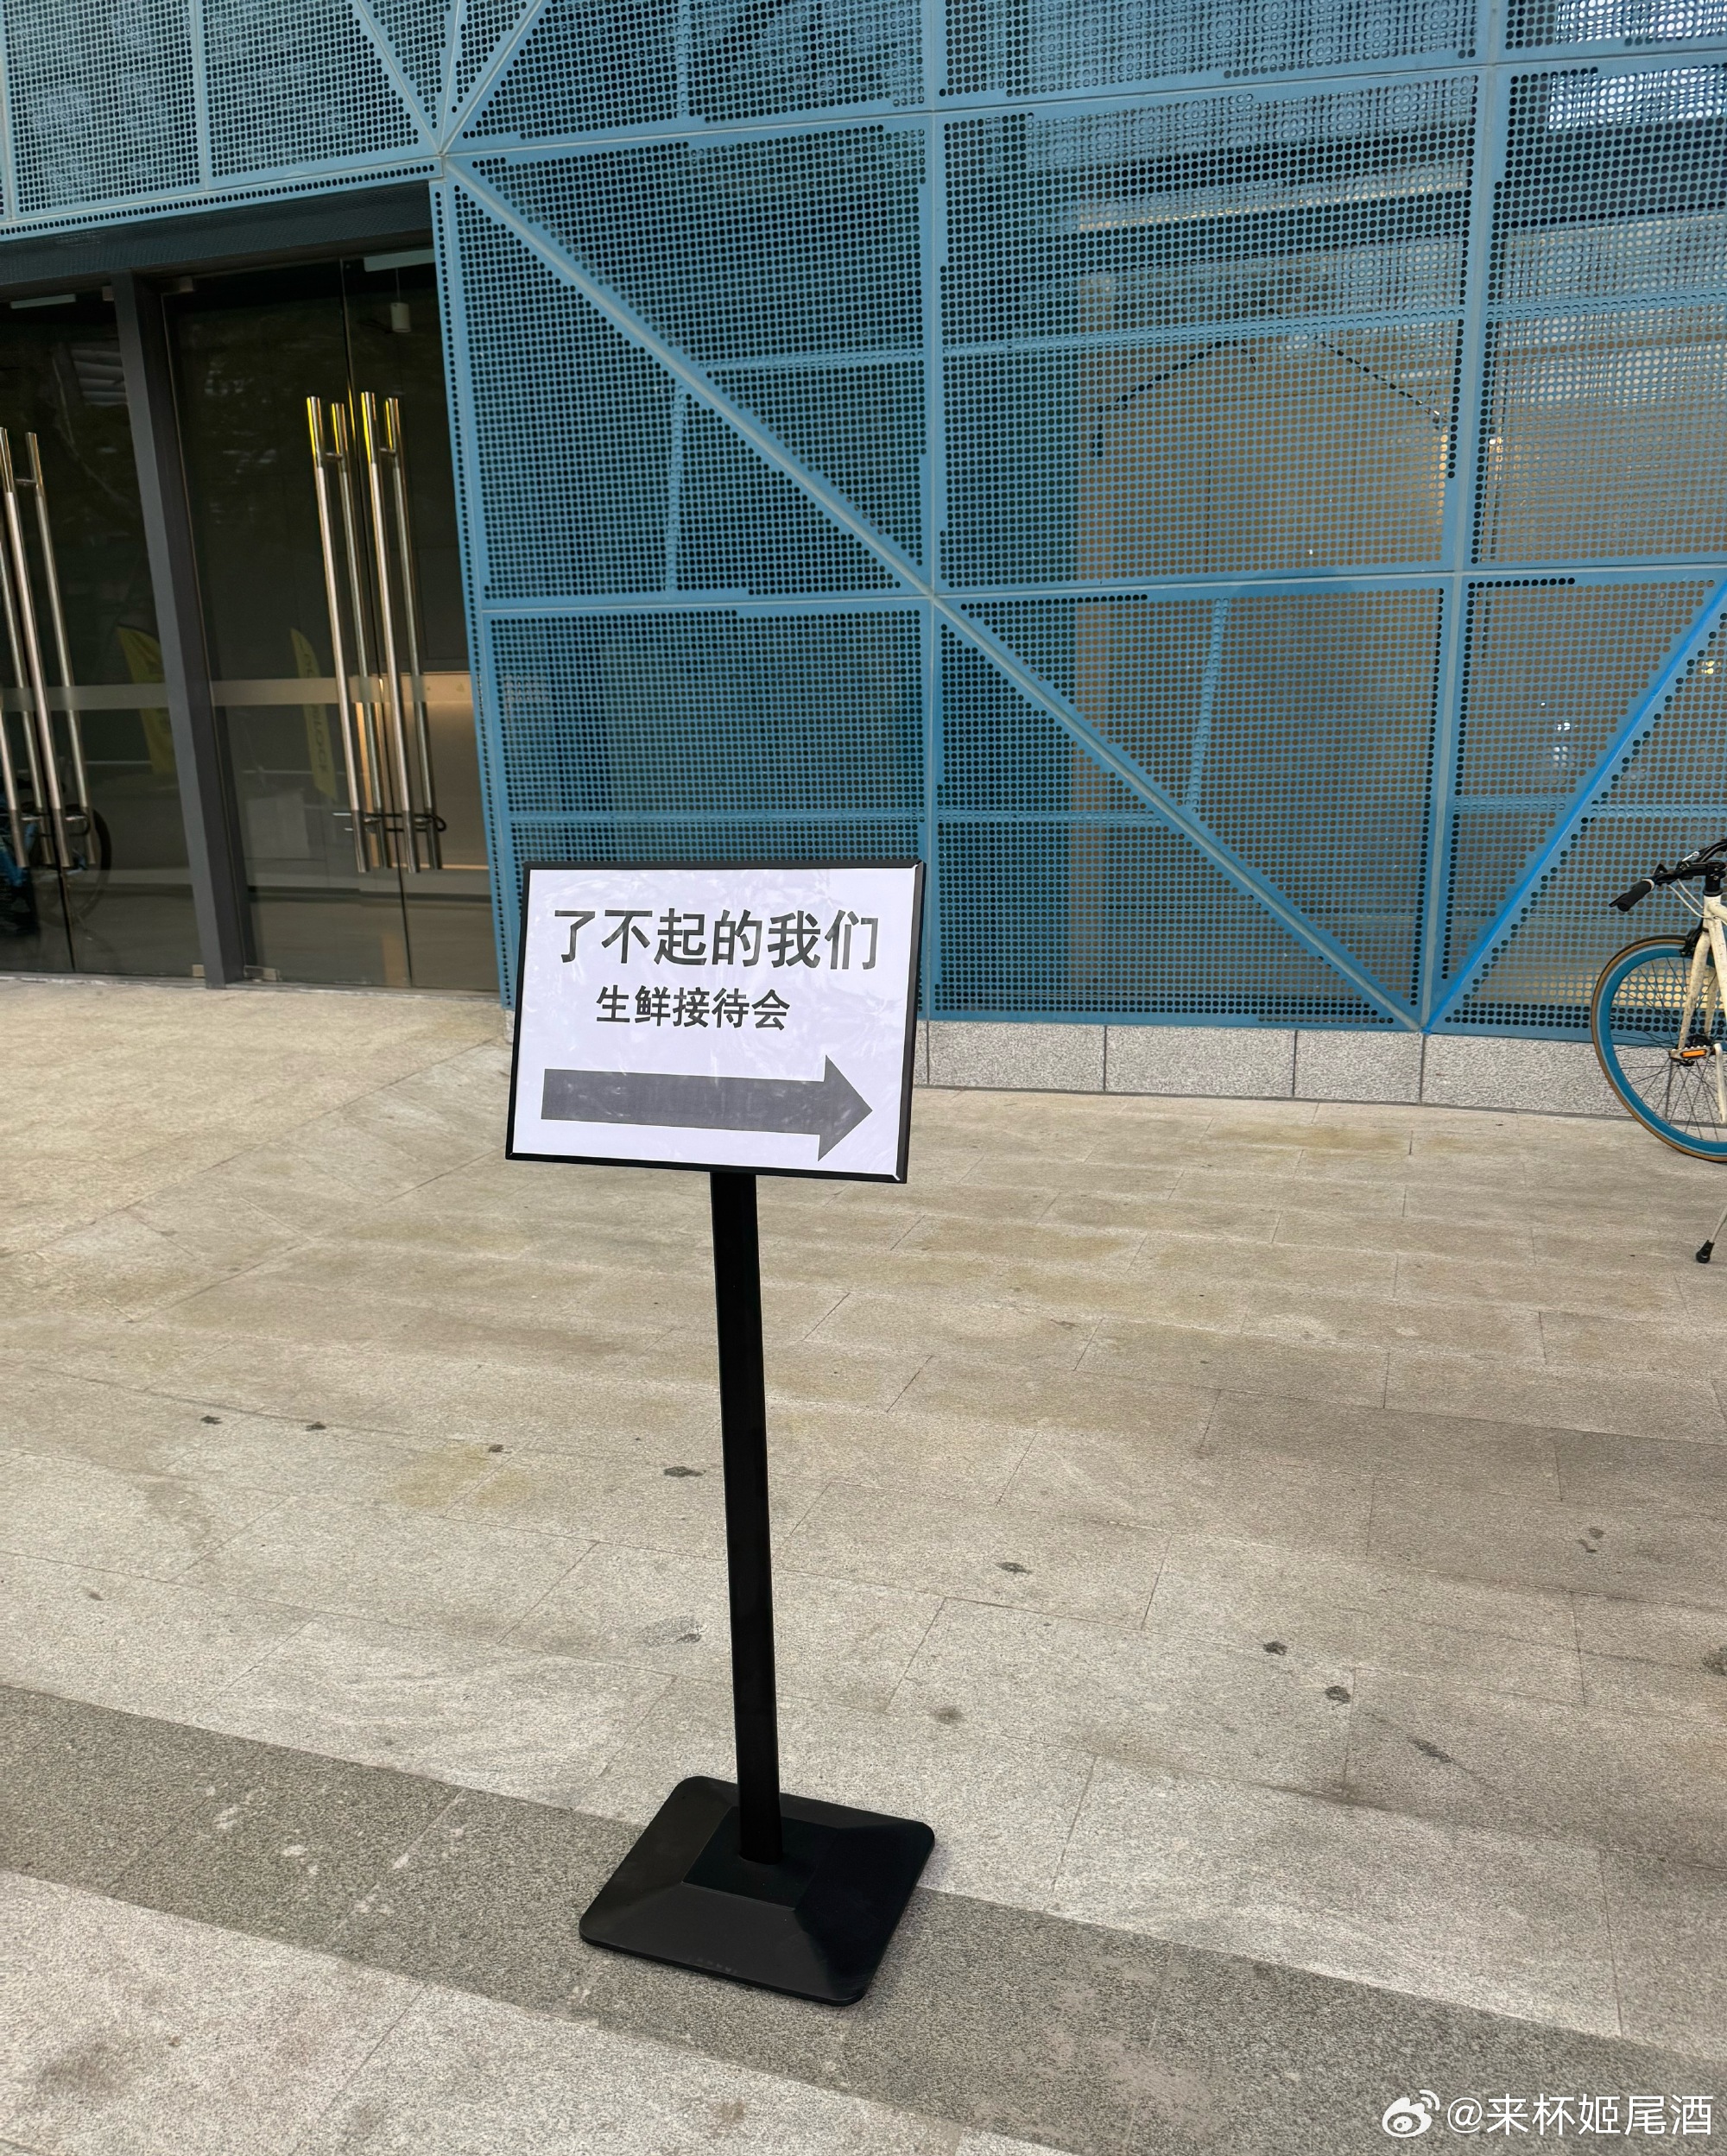 了不起的我们
生鲜接待会
@来杯姬尾酒